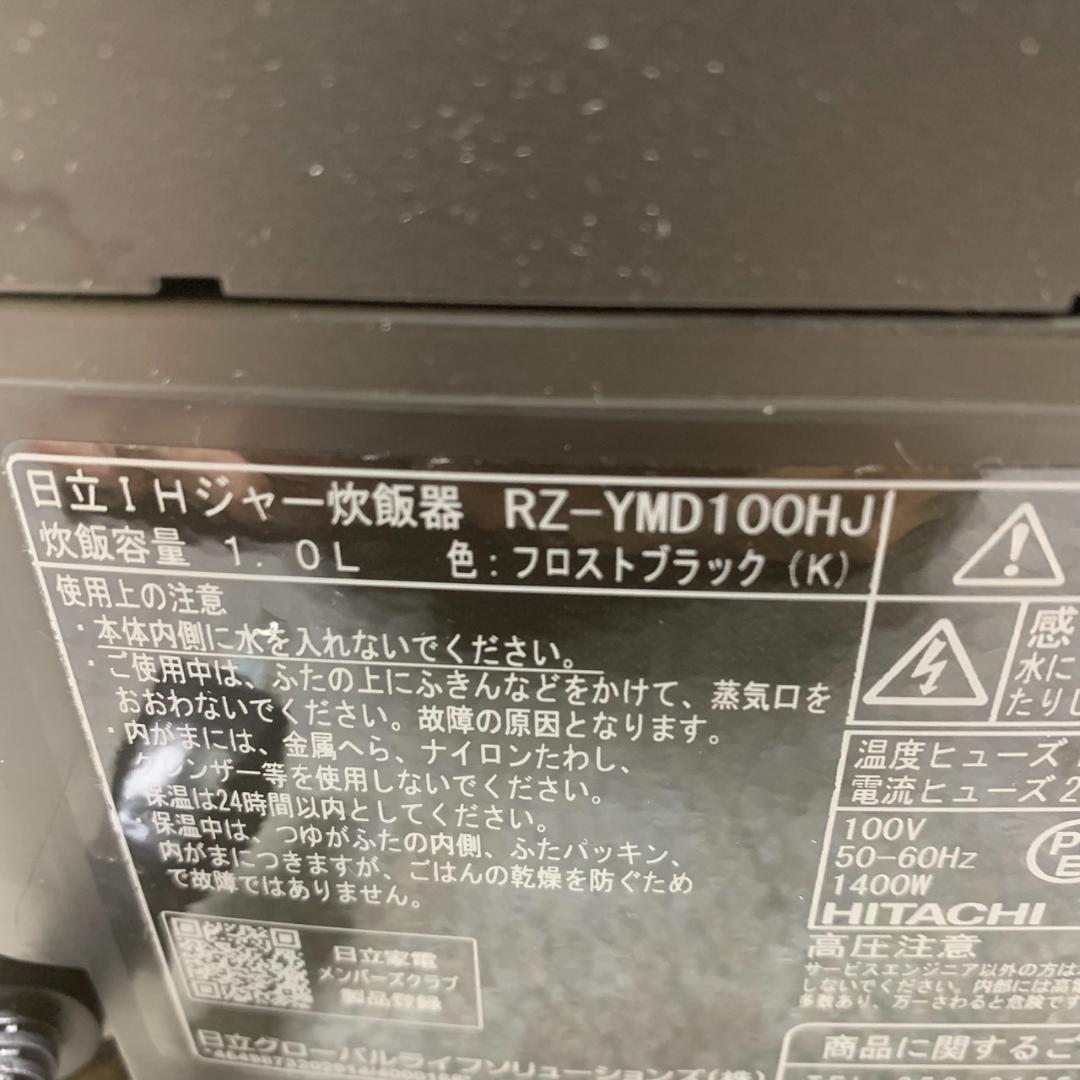 日立IHジャー炊飯器 RZ-YMD100HJ
炊飯容量 1.0L 色:フロストブラック(K)
使用上の注意
・本体内側に水を入れないでください。
・ご使用中は、ふたの上にふきんなどをかけて、蒸気口を
おおわないでください。故障の原因となります。
・内がまには、金属へら、ナイロンたわし、
クレンザー等を使用しないでください。
・保温は24時間以内としてください。
・保温中は、つゆがふたの内側、ふたパッキン、
内がまにつきますが、ごはんの乾燥を防ぐため
で故障ではありません。
日立家電
メンバーズクラブ
製品登録
日立グローバルライフソリューションズ(株)
感
水に
たりし
温度ヒューズ
電流ヒューズ 2
100V
50-60Hz
1400W
PS
E
HITACHI
高圧注意
サービスエンジニア以外の方は
しないでください。内部には高
多数あり、万一さわると危険です
商品に関するご